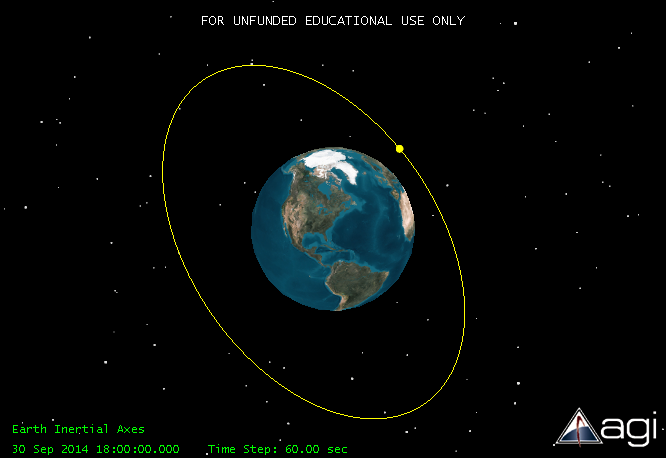 FOR UNFUNDED EDUCATIONAL USE ONLY
Earth Inertial Axes
30 Sep 2014 18:00:00.000 Time Step: 60.00 sec
agi